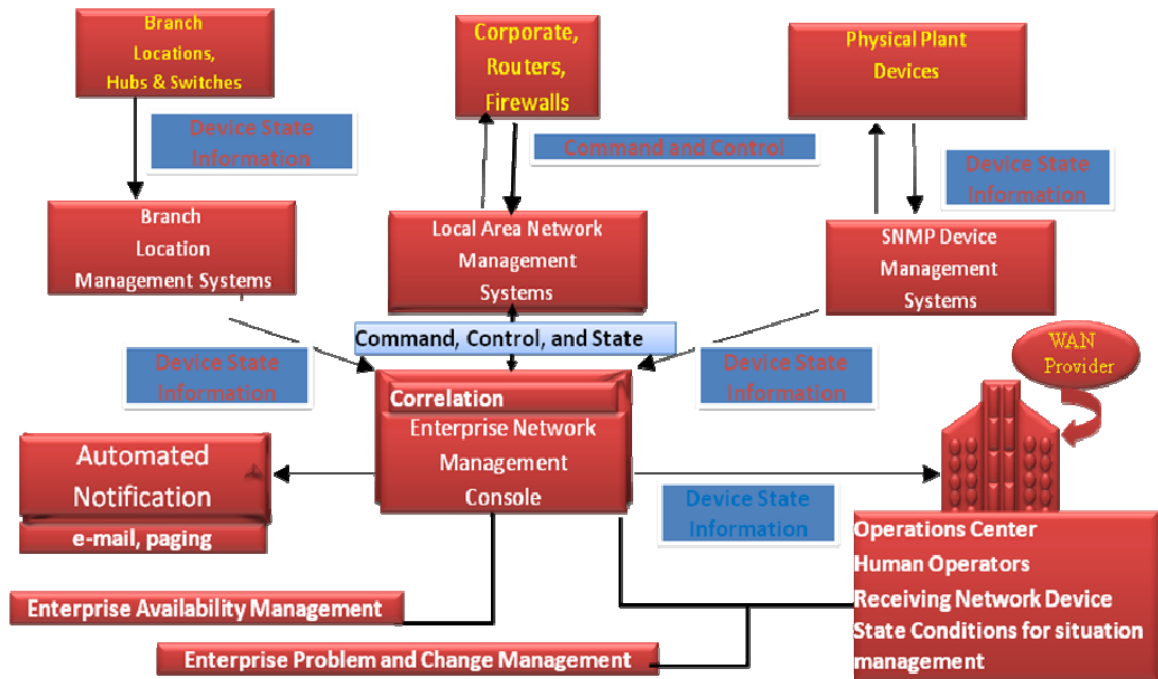 Branch
Locations,
Hubs & Switches
Corporate,
Routers,
Firewalls
Physical Plant
Devices
Device State
Information
Command and Control
Device State
Information
Branch
Location
Management Systems
Local Area Network
Management
Systems
SNMP Device
Management
Systems
Command, Control, and State
Device State
Information
Device State
Information
WAN
Provider
Correlation
Enterprise Network
Management
Console
Automated
Notification
e-mail, paging
Device State
Information
Operations Center
Human Operators
Receiving Network Device
State Conditions for situation
management
Enterprise Availability Management
Enterprise Problem and Change Management